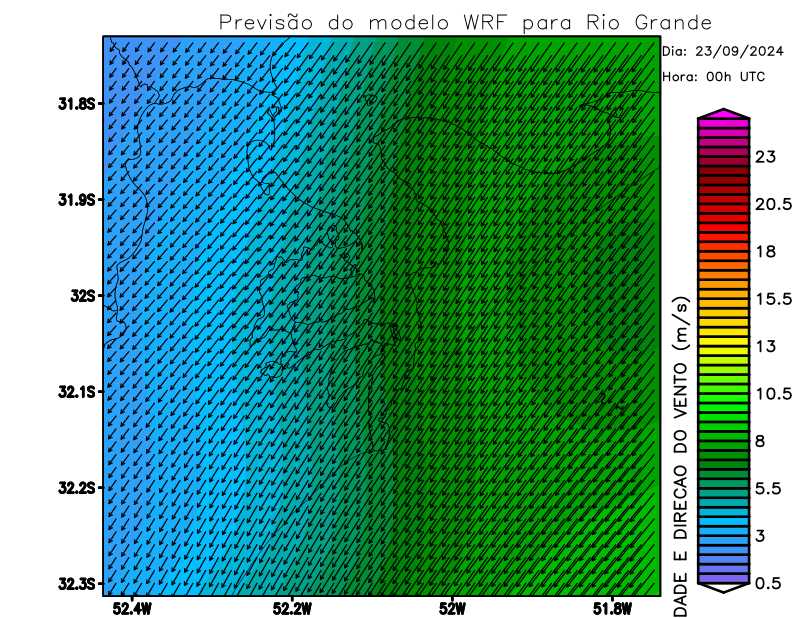 Previsão do modelo WRF para Rio Grande
Dia: 23/09/2024
Hora: 00h UTC
31.8S
31.9S
32S
32.1S
32.2S
32.3S
52.4W
52.2W
52W
51.8W
DADE E DIRECAO DO VENTO (m/s)
23
20.5
18
15.5
13
10.5
8
5.5
3
0.5